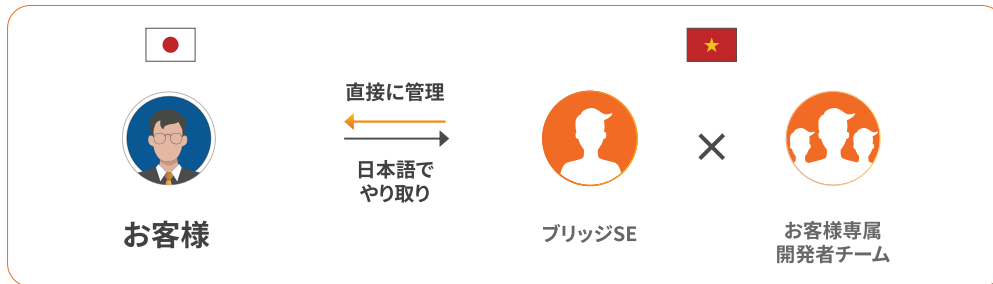 直接に管理
日本語で
やり取り
お客様
ブリッジSE
お客様専属
開発者チーム